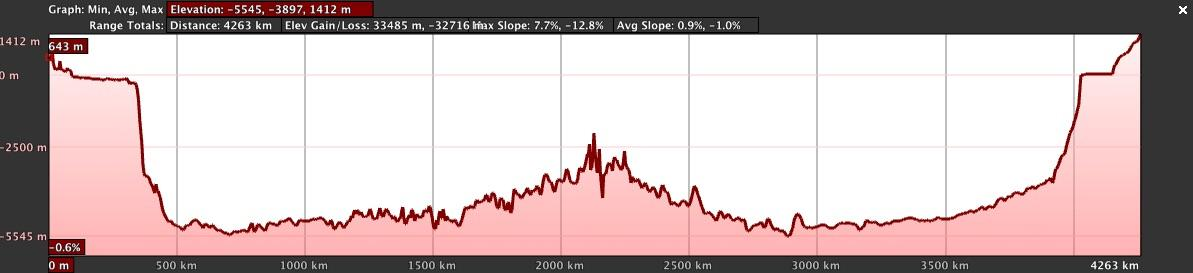 Graph: Min, Avg, Max Elevation: -5545, -3897, 1412 m
Range Totals: Distance: 4263 km Elev Gain/Loss: 33485 m, -32716 m Max Slope: 7.7%, -12.8% Avg Slope: 0.9%, -1.0%
1412 m
643 m
0 m
-2500 m
-5545 m
-0.6%
0 m 500 km 1000 km 1500 km 2000 km 2500 km 3000 km 3500 km 4263 km